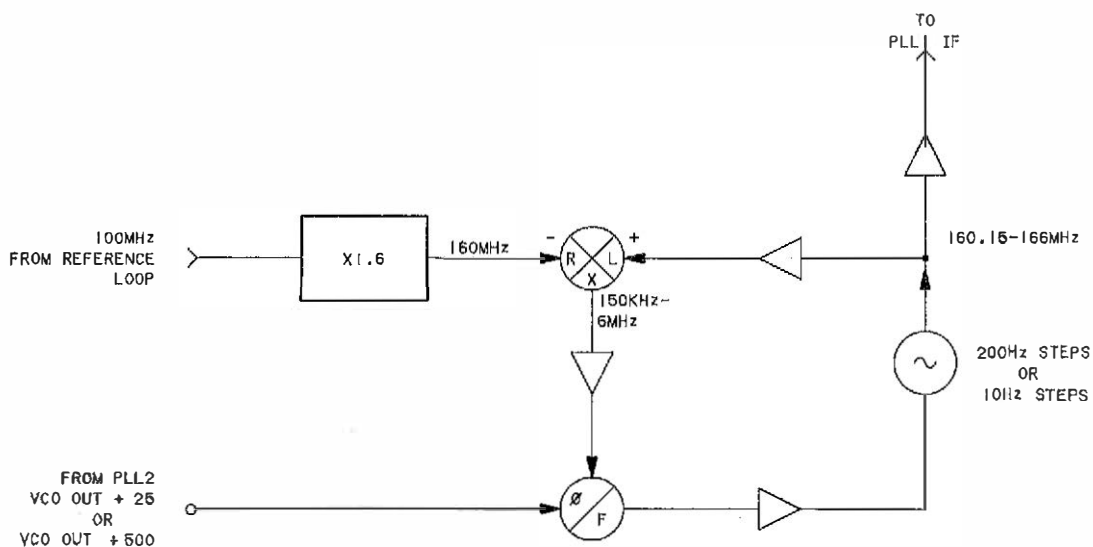 TO
PLL IF
100MHz
FROM REFERENCE
LOOP
X1.6
160MHz
-
+
R
L
X
160.15-166MHz
150KHz-
6MHz
200Hz STEPS
OR
10Hz STEPS
FROM PLL2
VCO OUT + 25
OR
VCO OUT +500
Ø
F